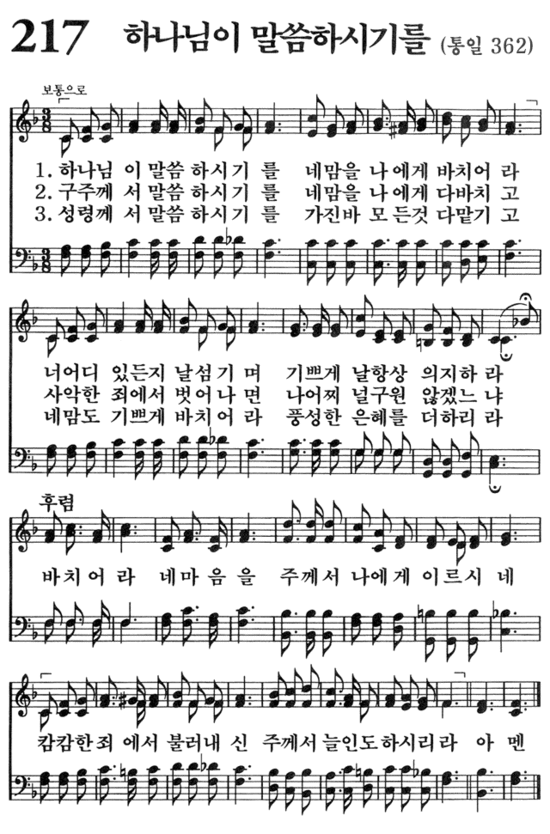 217 하나님이 말씀하시기를 (통일 362)
보통으로
1. 하나님 이 말씀 하시기 를 네맘을 나에게 바치어 라
2. 구주께 서 말씀 하시기 를 네맘을 나에게 다바치 고
3. 성령께 서 말씀 하시기 를 가진바 모든것 다맡기 고
너어디 있든지 날섬기 며 기쁘게 날항상 의지하 라
사악한 죄에서 벗어나 면 나어찌 널구원 않겠느 냐
네맘도 기쁘게 바치어 라 풍성한 은혜를 더하리 라
후렴
바치어 라 네마 음 을 주께서 나에게 이르시 네
캄캄한 죄 에서 불러내 신 주께서 늘인도하시리라 아 멘